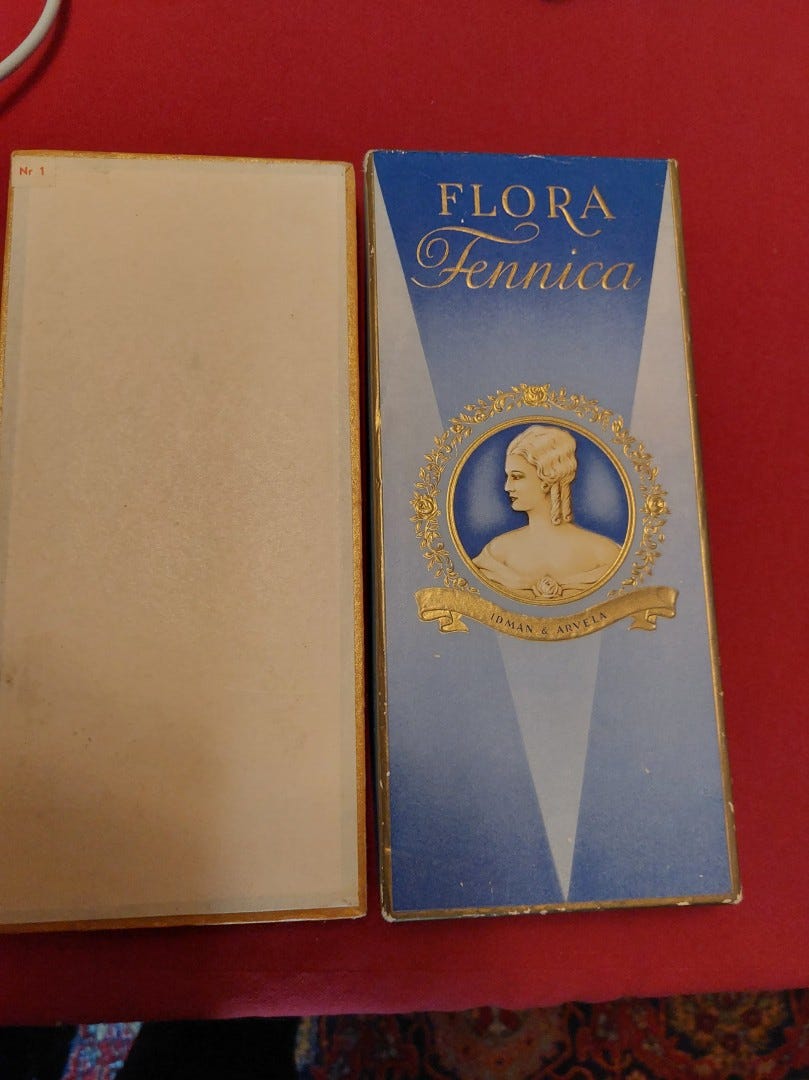 Nr 1
FLORA
Fennica
IDMAN & ARVELA